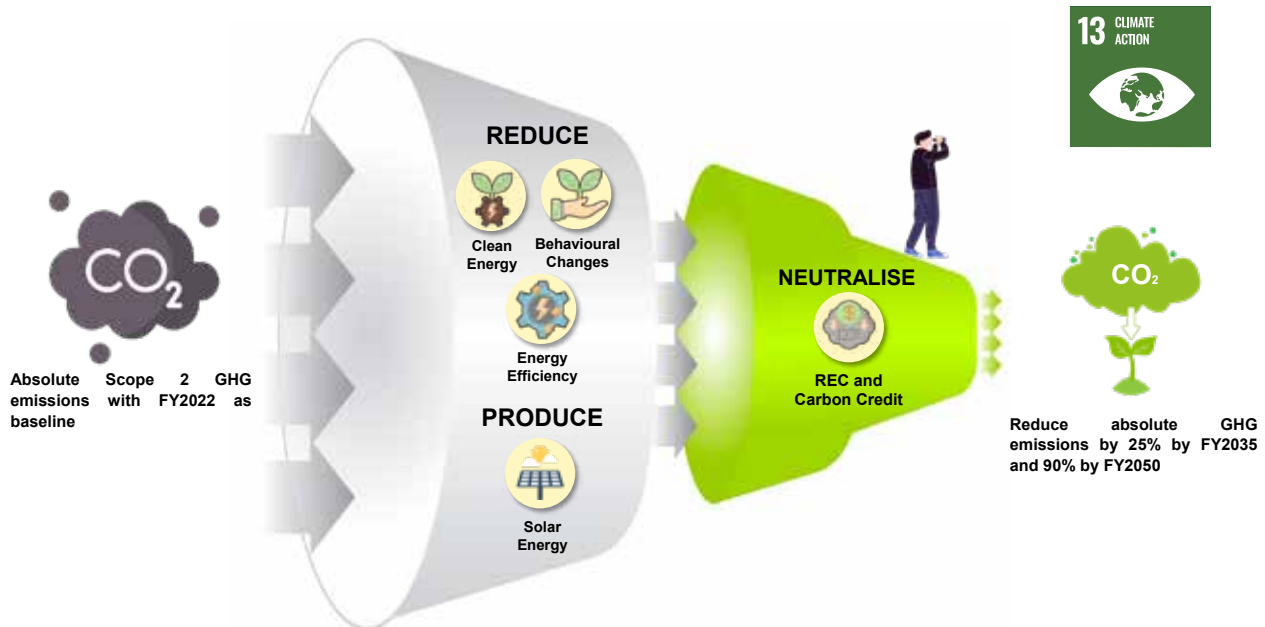 13 CLIMATE
ACTION
REDUCE
Clean
Energy
Behavioural
Changes
Energy
Efficiency
PRODUCE
Solar
Energy
CO2
Absolute Scope 2 GHG
emissions with FY2022 as
baseline
NEUTRALISE
$
REC and
Carbon Credit
CO2
Reduce absolute GHG
emissions by 25% by FY2035
and 90% by FY2050